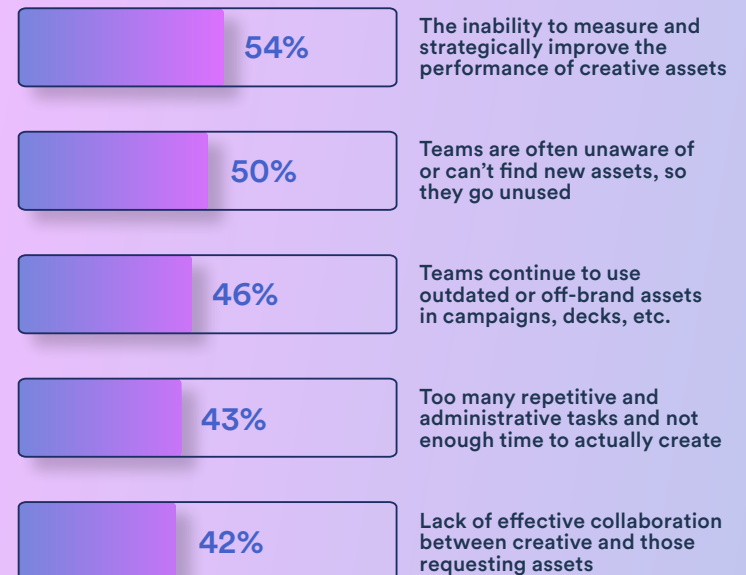 54%
The inability to measure and
strategically improve the
performance of creative assets
50%
Teams are often unaware of
or can’t find new assets, so
they go unused
46%
Teams continue to use
outdated or off-brand assets
in campaigns, decks, etc.
43%
Too many repetitive and
administrative tasks and not
enough time to actually create
42%
Lack of effective collaboration
between creative and those
requesting assets